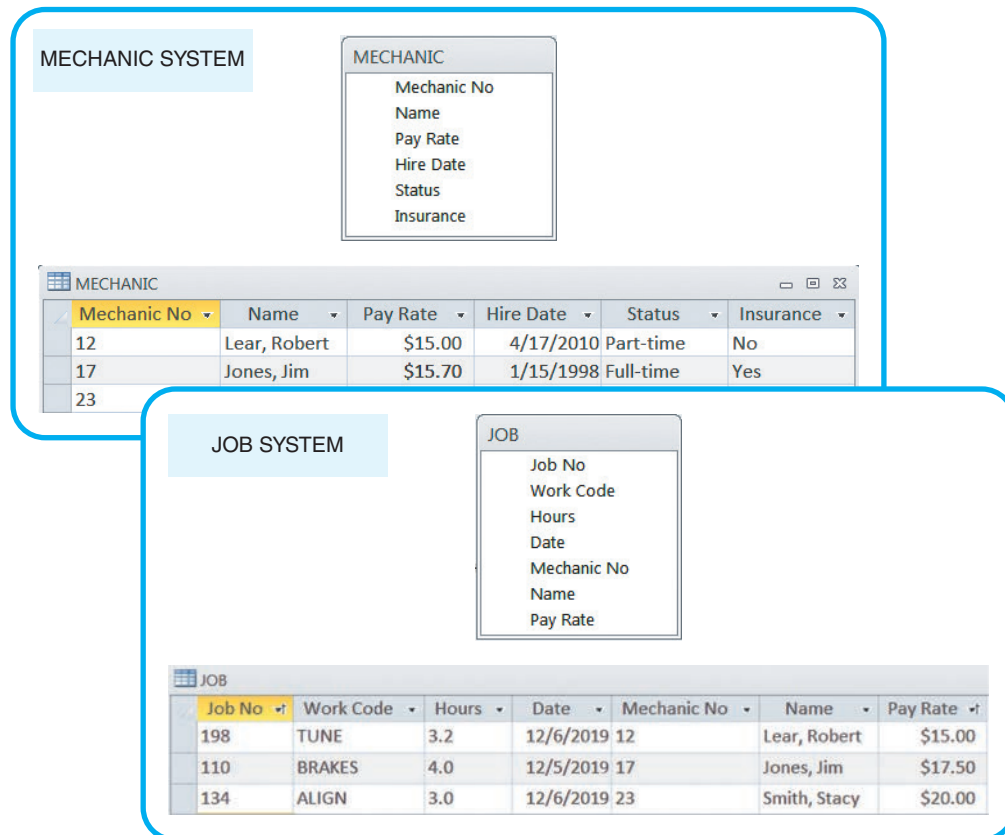 MECHANIC SYSTEM
MECHANIC
Mechanic No
Name
Pay Rate
Hire Date
Status
Insurance
MECHANIC
Mechanic No Name Pay Rate Hire Date Status Insurance
12 Lear, Robert $15.00 4/17/2010 Part-time No
17 Jones, Jim $15.70 1/15/1998 Full-time Yes
23
JOB SYSTEM
JOB
Job No
Work Code
Hours
Date
Mechanic No
Name
Pay Rate
JOB
Job No Work Code Hours Date Mechanic No Name Pay Rate
198 TUNE 3.2 12/6/2019 12 Lear, Robert $15.00
110 BRAKES 4.0 12/5/2019 17 Jones, Jim $17.50
134 ALIGN 3.0 12/6/2019 23 Smith, Stacy $20.00